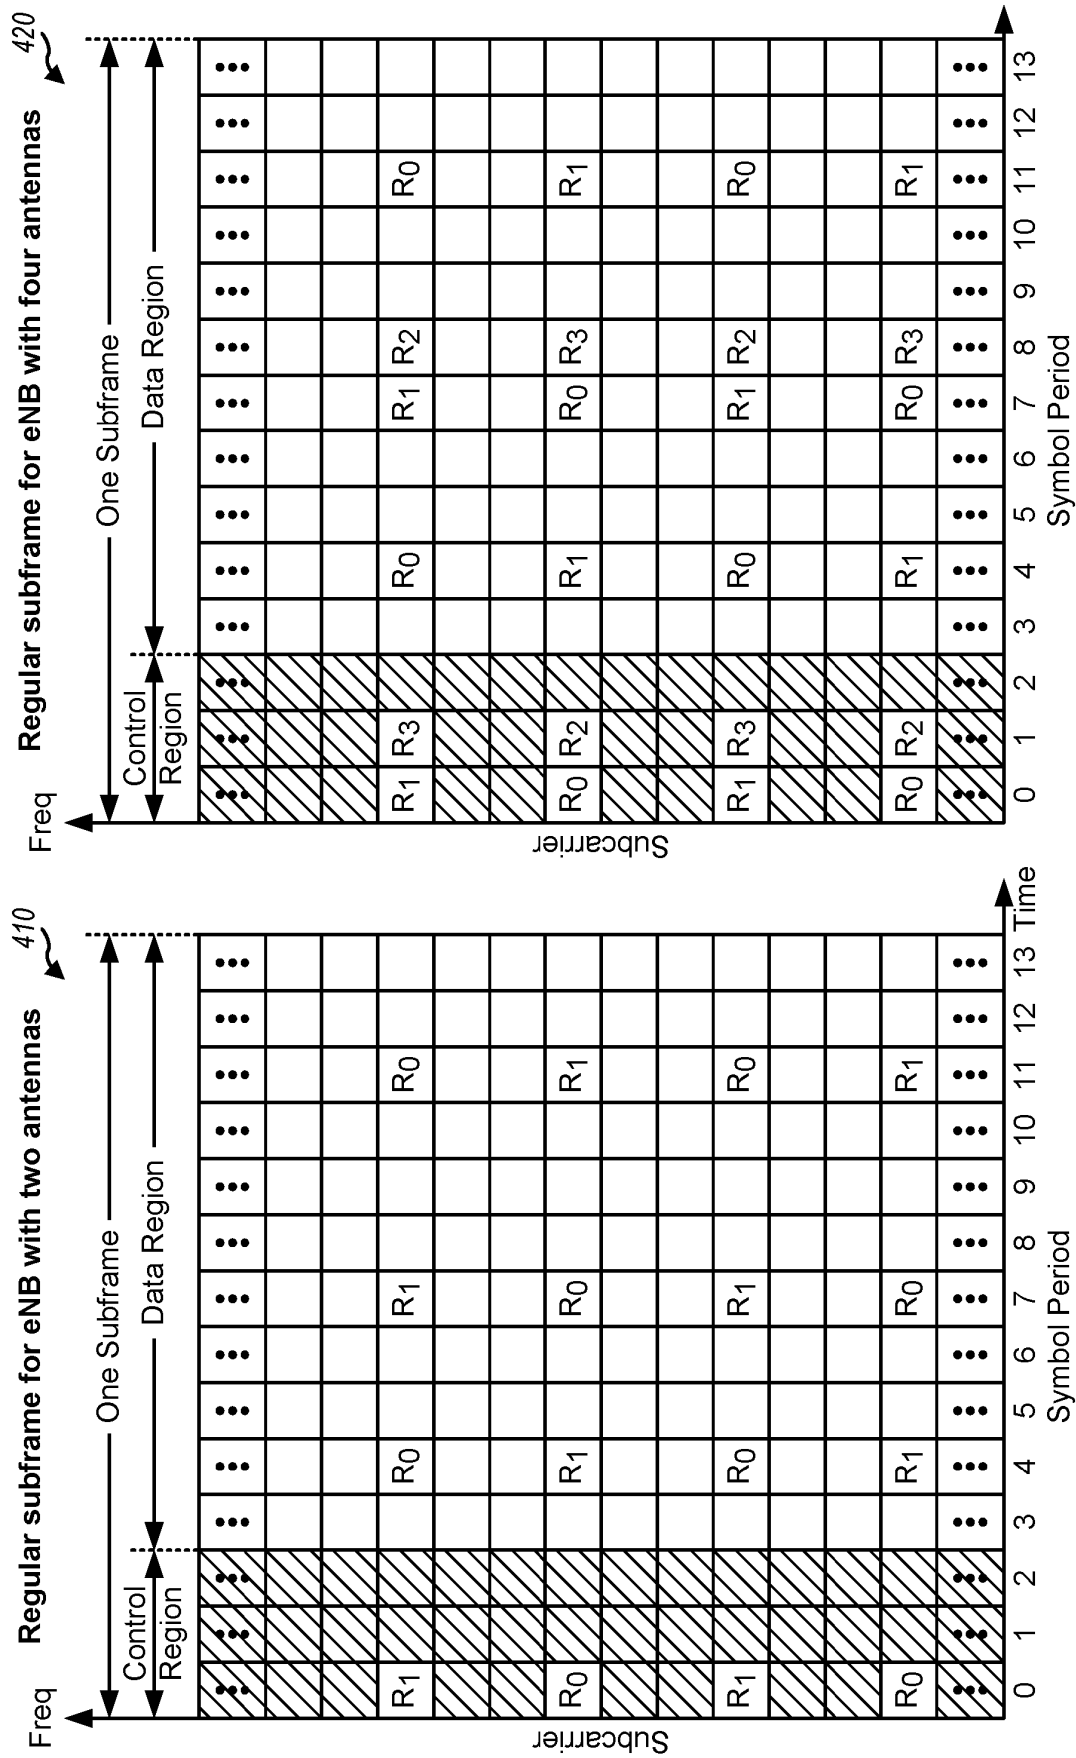 Regular subframe for eNB with two antennas
410
Freq
One Subframe
Control
Region
Data Region
Subcarrier
R1 R0 R1 R0 
R0 R1 R0 R1
R1 R0 R1 R0
R0 R1 R0 R1
0 1 2 3 4 5 6 7 8 9 10 11 12 13
Time
Symbol Period
Regular subframe for eNB with four antennas
420
Freq
One Subframe
Control
Region
Data Region
Subcarrier
R1 R3 R0 R1 R2 R0
R0 R2 R1 R0 R3 R1
R1 R3 R0 R1 R2 R0
R0 R2 R1 R0 R3 R1
0 1 2 3 4 5 6 7 8 9 10 11 12 13
Symbol Period